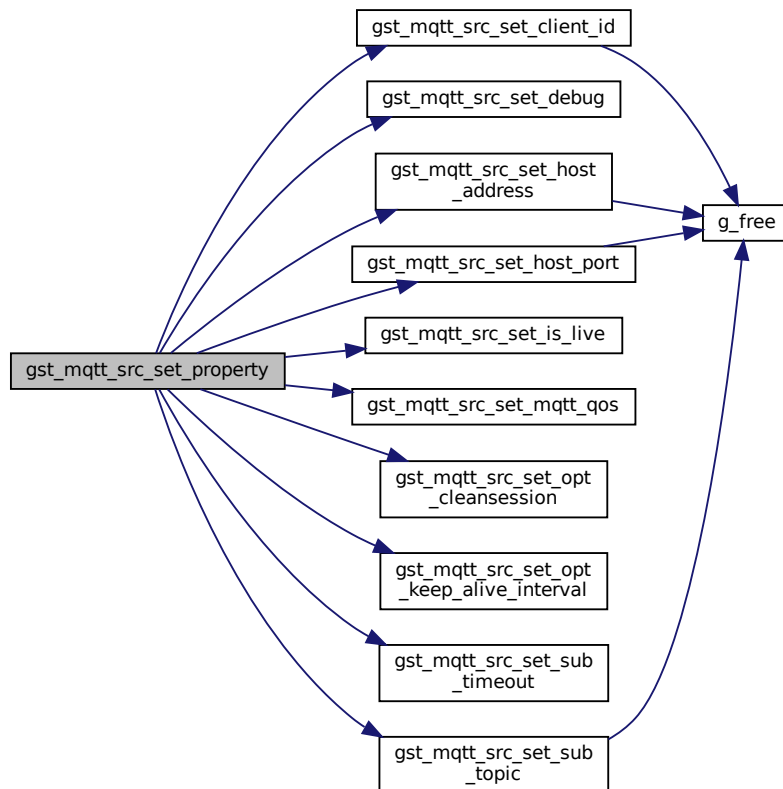 gst_mqtt_src_set_client_id
gst_mqtt_src_set_debug
gst_mqtt_src_set_host
_address
g_free
gst_mqtt_src_set_host_port
gst_mqtt_src_set_is_live
gst_mqtt_src_set_property
gst_mqtt_src_set_mqtt_qos
gst_mqtt_src_set_opt
_cleansession
gst_mqtt_src_set_opt
_keep_alive_interval
gst_mqtt_src_set_sub
_timeout
gst_mqtt_src_set_sub
_topic